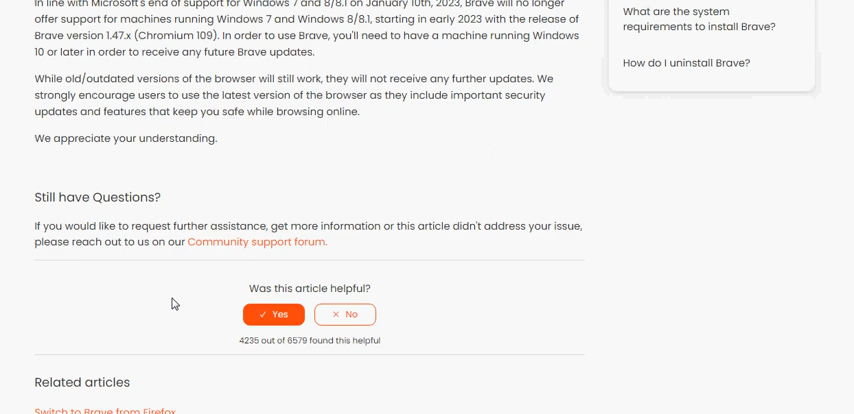 In line with Microsoft's end of support for Windows 7 and 8/8.1 on January 10th, 2023, Brave will no longer
offer support for machines running Windows 7 and Windows 8/8.1, starting in early 2023 with the release of
Brave version 1.47.x (Chromium 109). In order to use Brave, you'll need to have a machine running Windows
10 or later in order to receive any future Brave updates.
While old/outdated versions of the browser will still work, they will not receive any further updates. We
strongly encourage users to use the latest version of the browser as they include important security
updates and features that keep you safe while browsing online.
We appreciate your understanding.
Still have Questions?
If you would like to request further assistance, get more information or this article didn't address your issue,
please reach out to us on our Community support forum.
Was this article helpful?
Yes
No
4235 out of 6579 found this helpful
Related articles
Switch to Brave from Firefox
What are the system
requirements to install Brave?
How do I uninstall Brave?